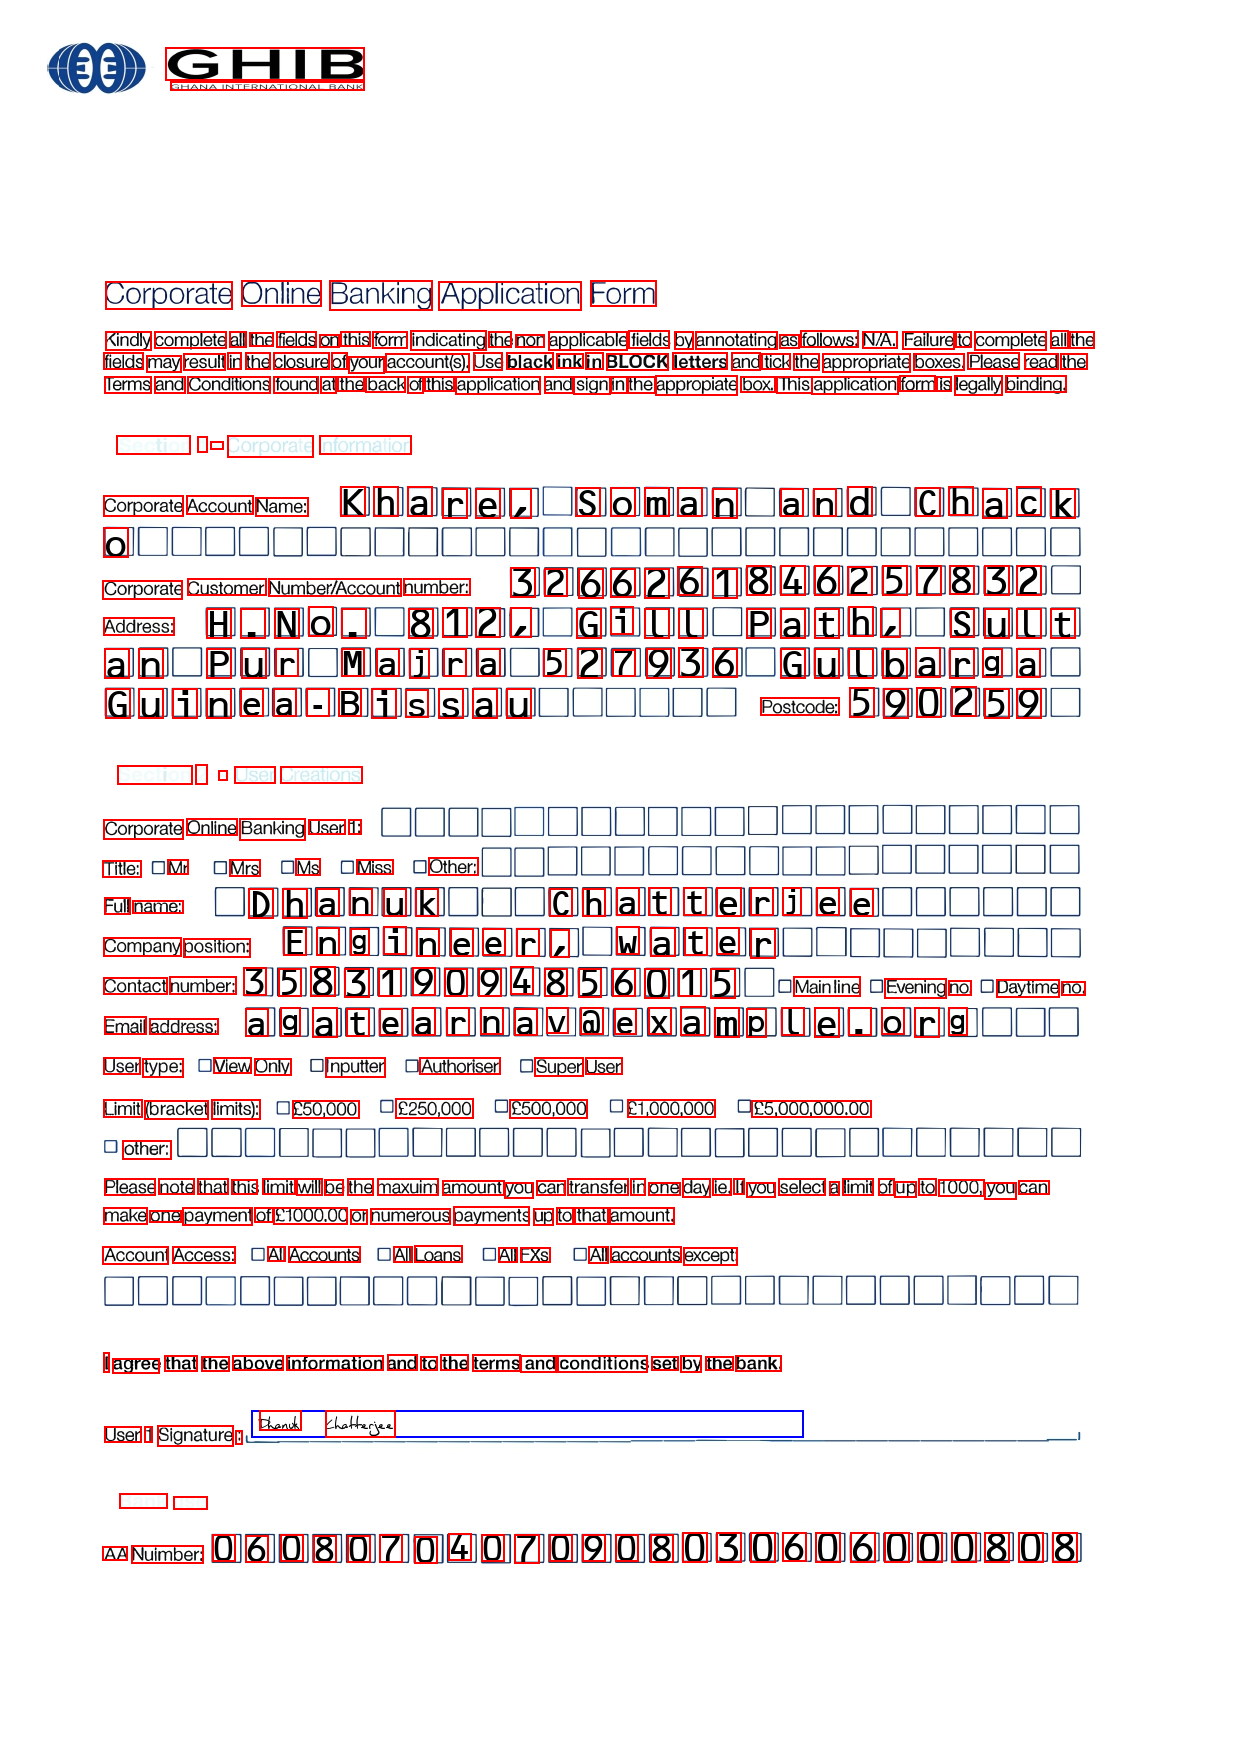 GHIB
GHANA INTERNATIONAL BANK
Corporate Online Banking Application Form
Kindly complete all the fields on this form indicating the non applicable fields by annotating as follows: N/A. Failure to complete all the
fields may result in the closure of your account(s). Use black ink in BLOCK letters and tick the appropriate boxes. Please read the
Terms and Conditions found at the back of this application and sign in the appropiate box. This application form is legally binding.
Section - Corporate Information
Corporate Account Name: Khare, Soman and Chack
o
Corporate Customer Number/Account number: 3266261846257832
Address: H.No. 812, Gill Path, Sult
an Pur Majra 527936 Gulbarga
Guinea-Bissau Postcode: 590259
Section - User Creations
Corporate Online Banking User 1:
Title: Mr Mrs Ms Miss Other:
Full name: Dhanuk Chatterjee
Company position: Engineer, water
Contact number: 358319094856015 Main line Evening no Daytime no.
Email address: agatearnav@example.org
User type: View Only Inputter Authoriser Super User
Limit (bracket limits): £50,000 £250,000 £500,000 £1,000,000 £5,000,000.00
other:
Please note that this limit will be the maxuim amount you can transfer in one day ie. If you select a limit of up to 1000, you can
make one payment of £1000.00 or numerous payments up to that amount.
Account Access: All Accounts All Loans All FXs All accounts except
I agree that the above information and to the terms and conditions set by the bank.
User 1 Signature : Dhanuk Chatterjee
AA Nuimber: 06080704070908030606000808